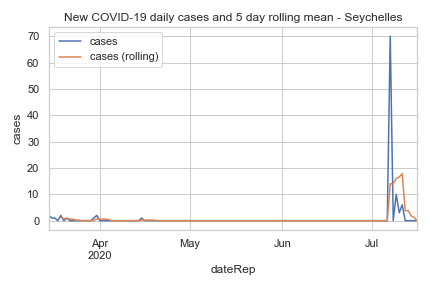 New COVID-19 daily cases and 5 day rolling mean - Seychelles
cases
cases (rolling)
70
60
50
40
30
20
10
0
cases
Apr
2020
May
Jun
Jul
dateRep